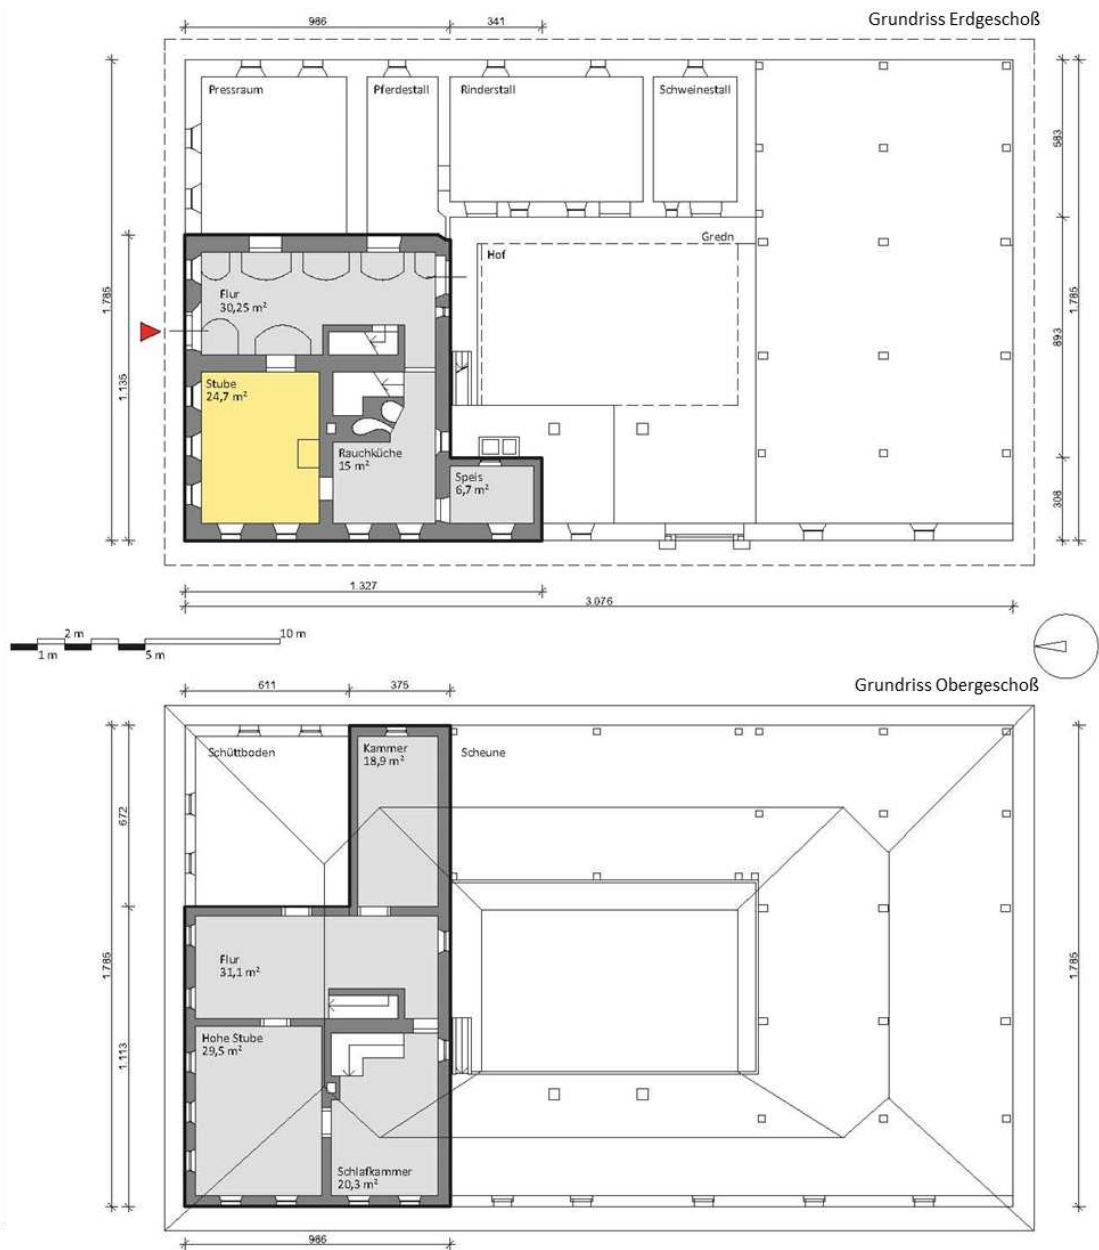 Grundriss Erdgeschoß
986
341
Pressraum
Pferdestall
Rinderstall
Schweinestall
583
Gredn
Hof
Flur
30,25 m²
1.785
1.135
1.785
893
Stube
24,7 m²
Rauchküche
15 m²
Speis
6,7 m²
308
1.327
3.076
2 m
10 m
1 m
5 m
Grundriss Obergeschoß
611
375
Schüttboden
Kammer
18,9 m²
Scheune
672
Flur
31,1 m²
1.785
1.785
1.113
Hohe Stube
29,5 m²
Schlafkammer
20,3 m²
986